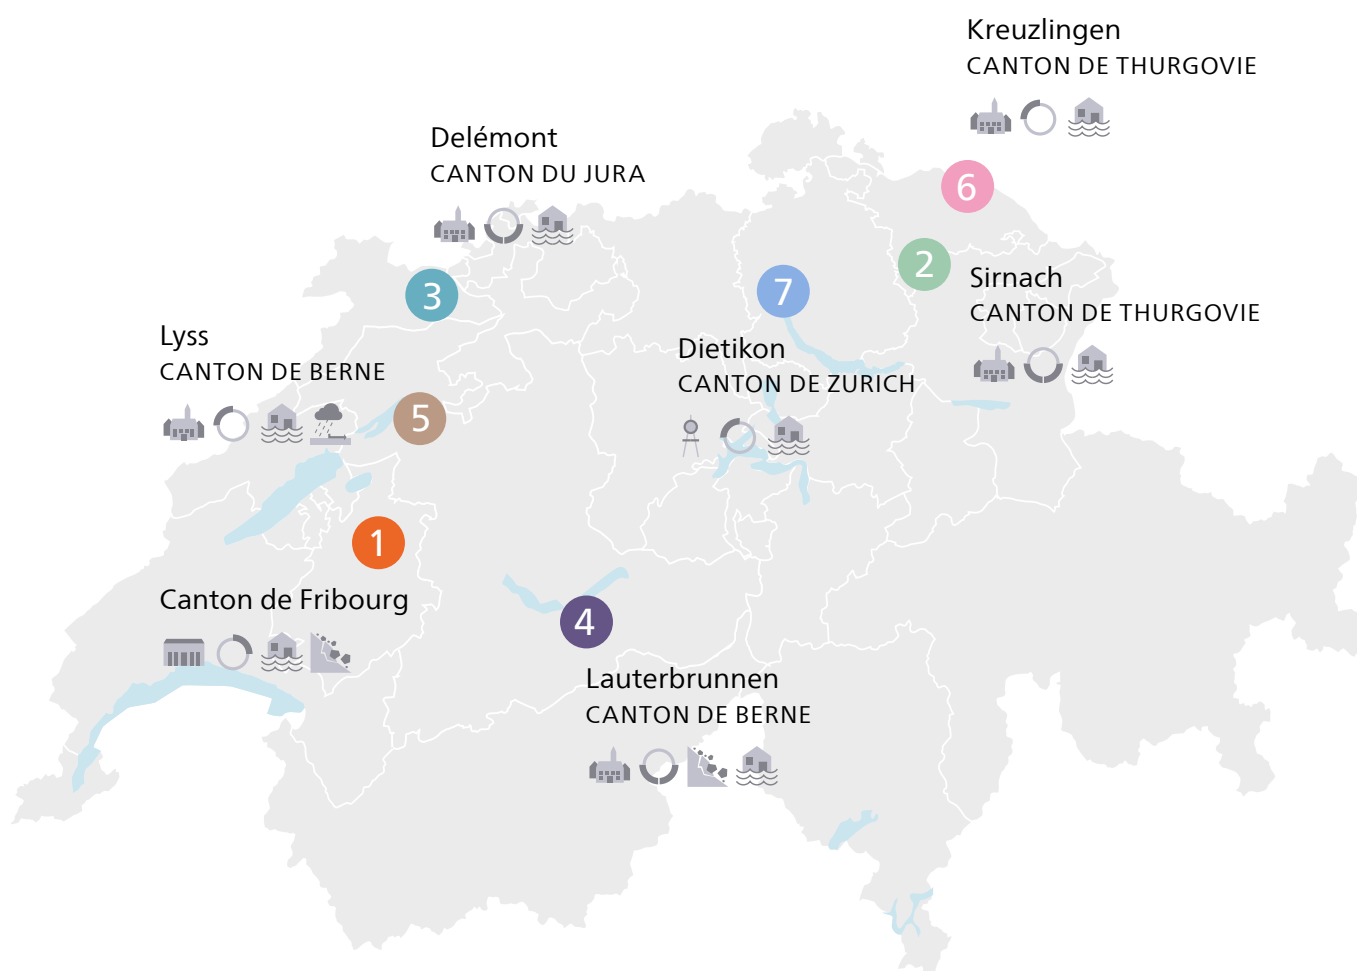 Kreuzlingen
CANTON DE THURGOVIE
Delémont
CANTON DU JURA
6
2
Sirnach
CANTON DE THURGOVIE
3
7
Lyss
CANTON DE BERNE
Dietikon
CANTON DE ZURICH
5
1
Canton de Fribourg
4
Lauterbrunnen
CANTON DE BERNE